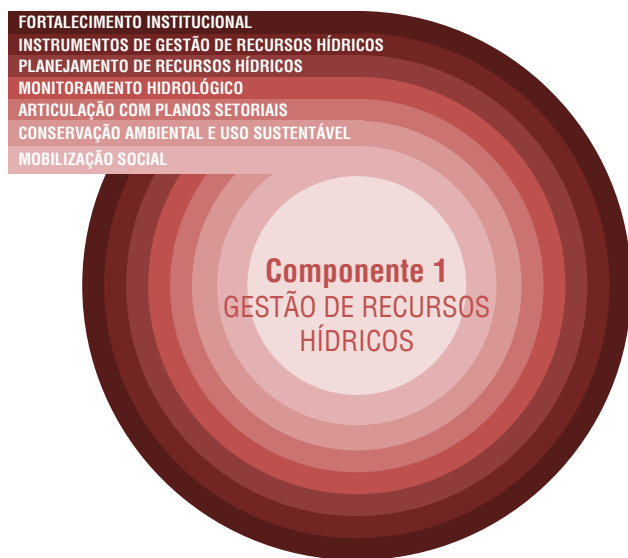 FORTALECIMENTO INSTITUCIONAL
INSTRUMENTOS DE GESTÃO DE RECURSOS HÍDRICOS
PLANEJAMENTO DE RECURSOS HÍDRICOS
MONITORAMENTO HIDROLÓGICO
ARTICULAÇÃO COM PLANOS SETORIAIS
CONSERVAÇÃO AMBIENTAL E USO SUSTENTÁVEL
MOBILIZAÇÃO SOCIAL
Componente 1
GESTÃO DE RECURSOS
HÍDRICOS